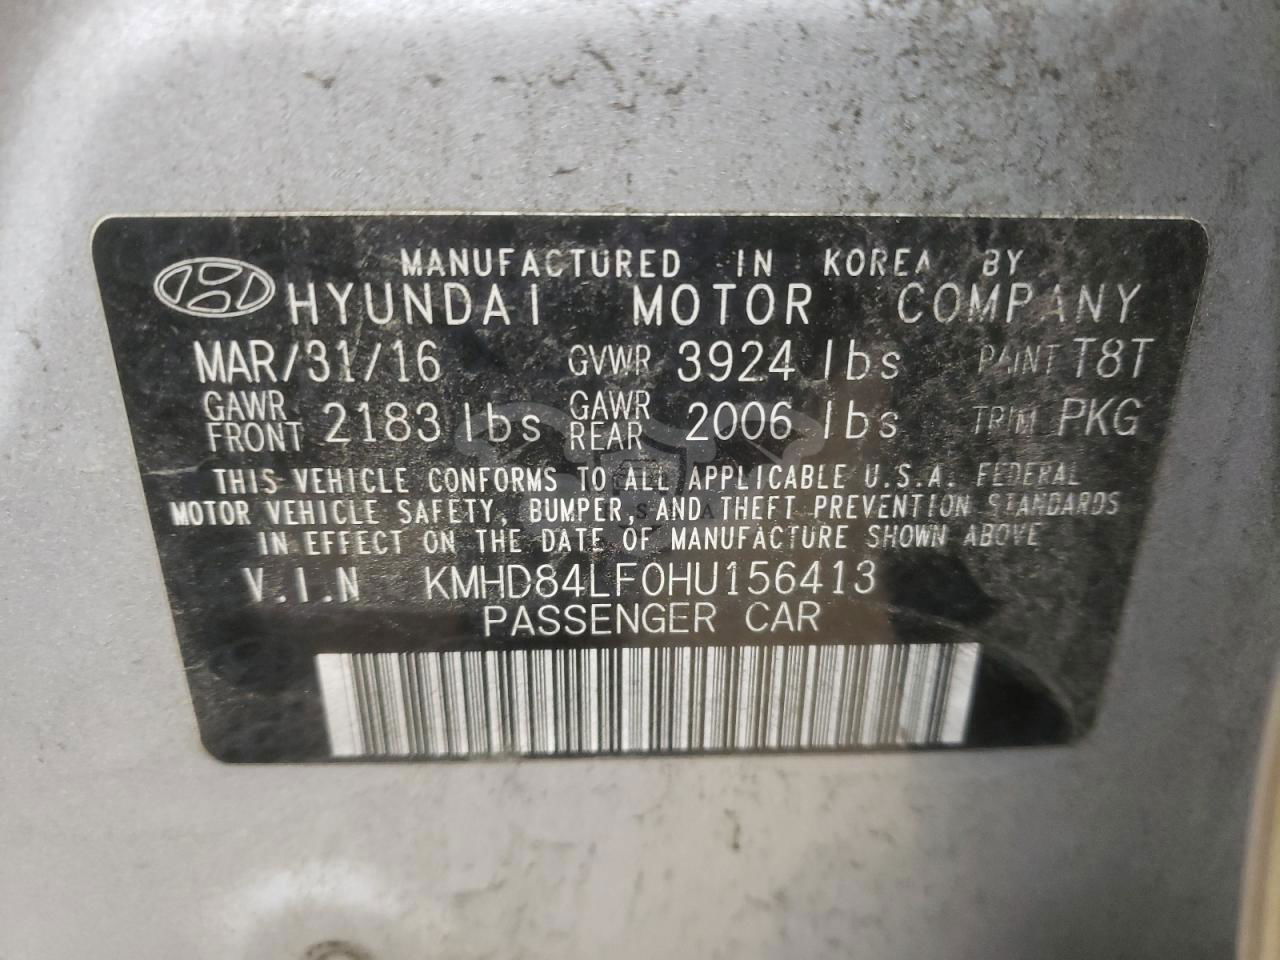 MANUFACTURED IN KOREA BY
HYUNDAI MOTOR COMPANY
MAR/31/16 GVWR 3924 lbs PAINT T8T
GAWR FRONT 2183 lbs GAWR REAR 2006 lbs TRIM PKG
THIS VEHICLE CONFORMS TO ALL APPLICABLE U.S.A. FEDERAL
MOTOR VEHICLE SAFETY, BUMPER, AND THEFT PREVENTION STANDARDS
IN EFFECT ON THE DATE OF MANUFACTURE SHOWN ABOVE
V.I.N KMHD84LF0HU156413
PASSENGER CAR